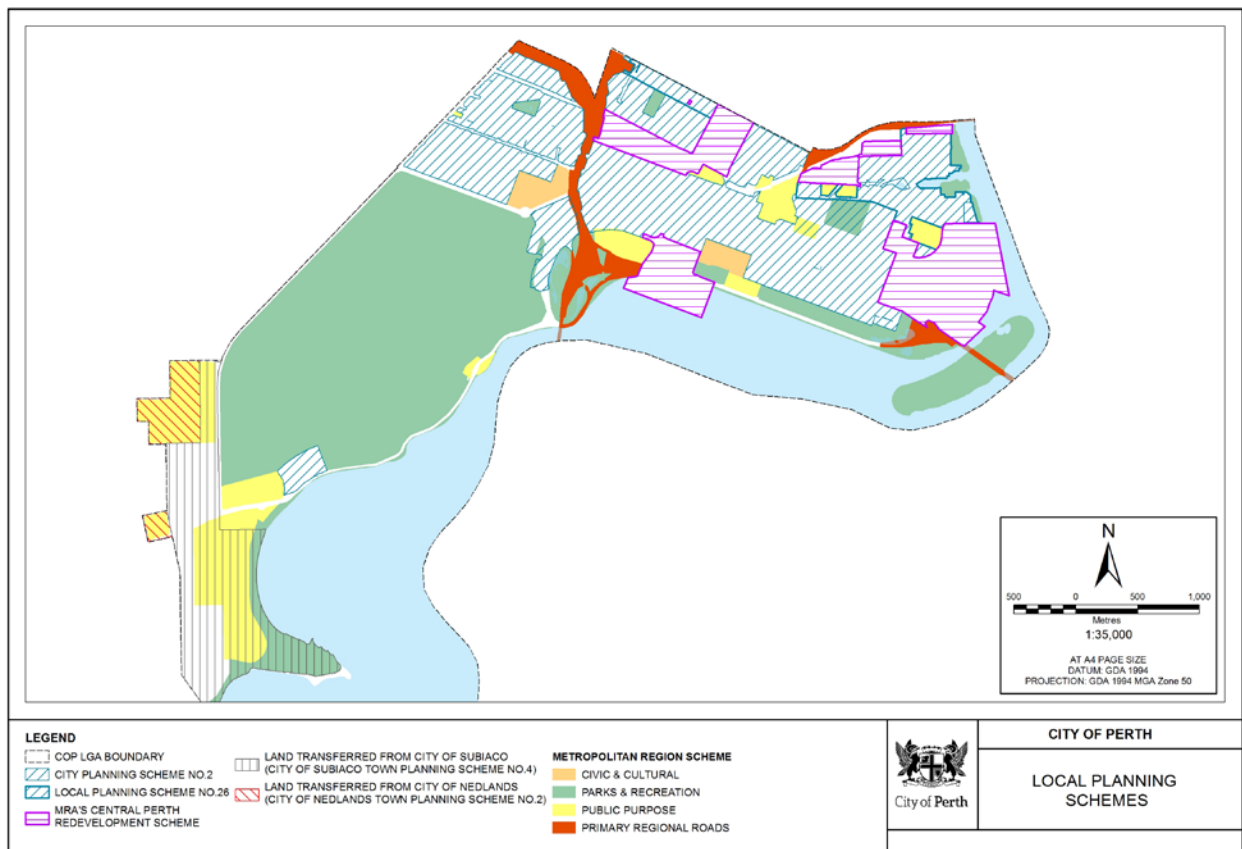 N
500 0 500 1,000
Metres
1:35,000
AT A4 PAGE SIZE
DATUM: GDA 1994
PROJECTION: GDA 1994 MGA Zone 50
LEGEND
COP LGA BOUNDARY
CITY PLANNING SCHEME NO.2
LOCAL PLANNING SCHEME NO.26
MRA'S CENTRAL PERTH
REDEVELOPMENT SCHEME
LAND TRANSFERRED FROM CITY OF SUBIACO
(CITY OF SUBIACO TOWN PLANNING SCHEME NO.4)
LAND TRANSFERRED FROM CITY OF NEDLANDS
(CITY OF NEDLANDS TOWN PLANNING SCHEME NO.2)
METROPOLITAN REGION SCHEME
CIVIC & CULTURAL
PARKS & RECREATION
PUBLIC PURPOSE
PRIMARY REGIONAL ROADS
City of Perth
CITY OF PERTH
LOCAL PLANNING
SCHEMES